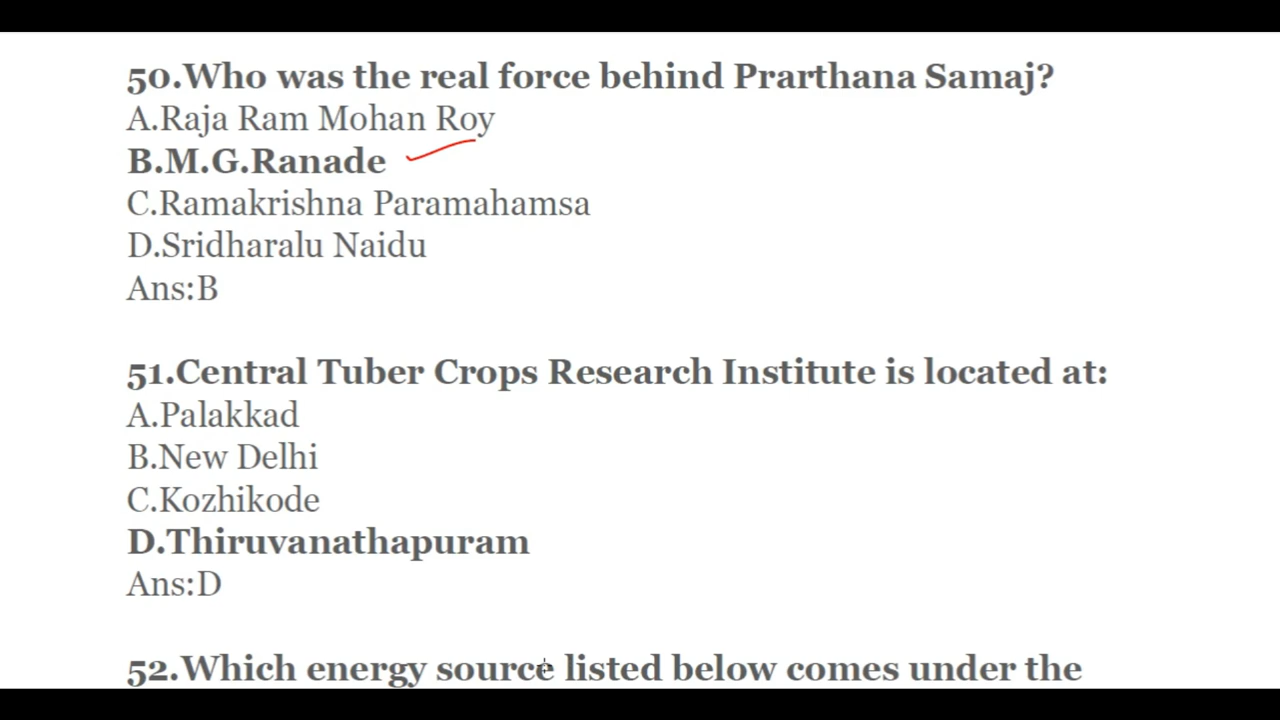 50.Who was the real force behind Prarthana Samaj?
A.Raja Ram Mohan Roy
B.M.G.Ranade
C.Ramakrishna Paramahamsa
D.Sridharalu Naidu
Ans:B
51.Central Tuber Crops Research Institute is located at:
A.Palakkad
B.New Delhi
C.Kozhikode
D.Thiruvanathapuram
Ans:D
52.Which energy source listed below comes under the